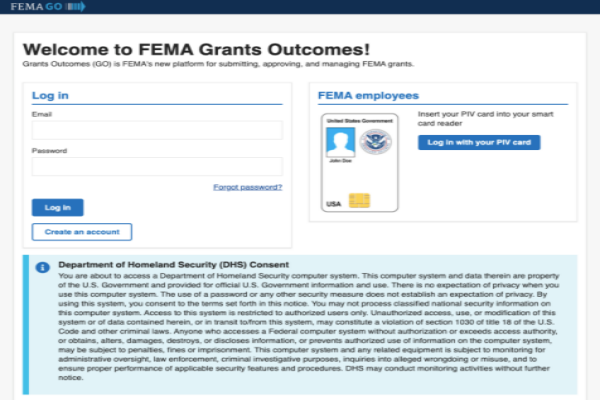 FEMA GO
Welcome to FEMA Grants Outcomes!
Grants Outcomes (GO) is FEMA's new platform for submitting, approving, and managing FEMA grants.
Log in
Email
Password
Forgot password?
Log in
Create an account
FEMA employees
United States Government
John Doe
USA
Insert your PIV card into your smart
card reader
Log in with your PIV card
Department of Homeland Security (DHS) Consent
You are about to access a Department of Homeland Security computer system. This computer system and data therein are property
of the U.S. Government and provided for official U.S. Government information and use. There is no expectation of privacy when you
use this computer system. The use of a password or any other security measure does not establish an expectation of privacy. By
using this system, you consent to the terms set forth in this notice. You may not process classified national security information on
this computer system. Access to this system is restricted to authorized users only. Unauthorized access, use, or modification of this
system or of data contained herein, or in transit to/from this system, may constitute a violation of section 1030 of title 18 of the U.S.
Code and other criminal laws. Anyone who accesses a Federal computer system without authorization or exceeds access authority,
or obtains, alters, damages, destroys, or discloses information, or prevents authorized use of information on the computer system,
may be subject to penalties, fines or imprisonment. This computer system and any related equipment is subject to monitoring for
administrative oversight, law enforcement, criminal investigative purposes, inquiries into alleged wrongdoing or misuse, and to
ensure proper performance of applicable security features and procedures. DHS may conduct monitoring activities without further
notice.